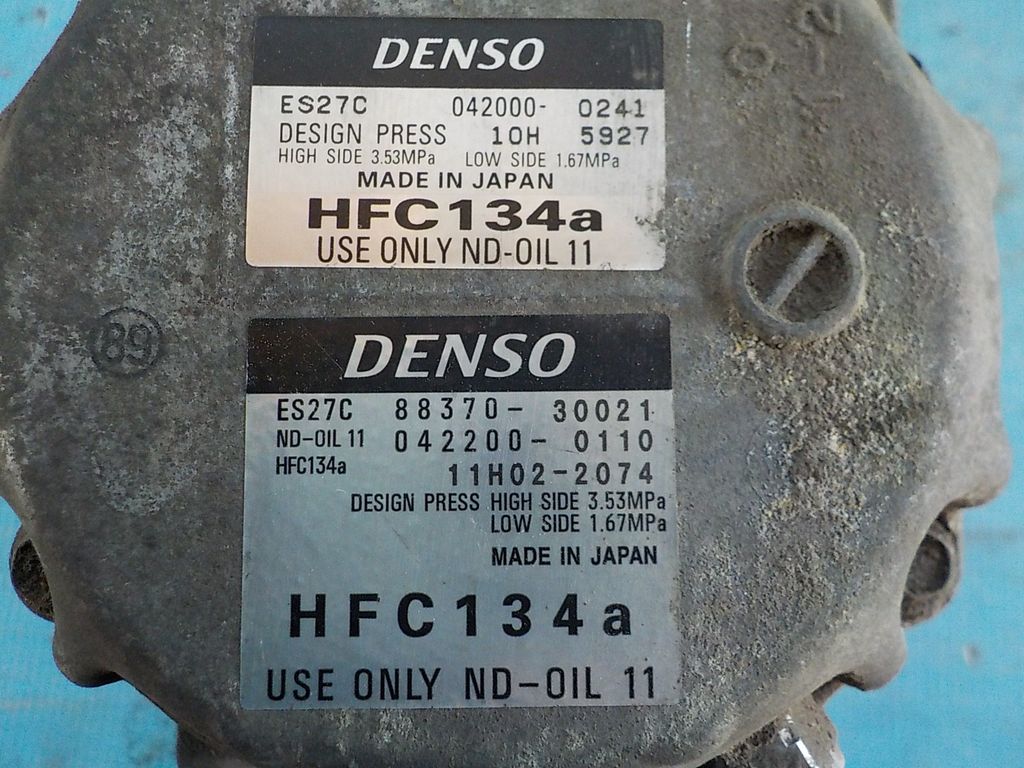 DENSO
ES27C 042000- 0241
DESIGN PRESS 10H 5927
HIGH SIDE 3.53MPa LOW SIDE 1.67MPa
MADE IN JAPAN
HFC134a
USE ONLY ND-OIL 11
89
DENSO
ES27C 88370- 30021
ND-OIL 11 042200- 0110
HFC134a 11H02-2074
DESIGN PRESS HIGH SIDE 3.53MPa
LOW SIDE 1.67MPa
MADE IN JAPAN
HFC134a
USE ONLY ND-OIL 11